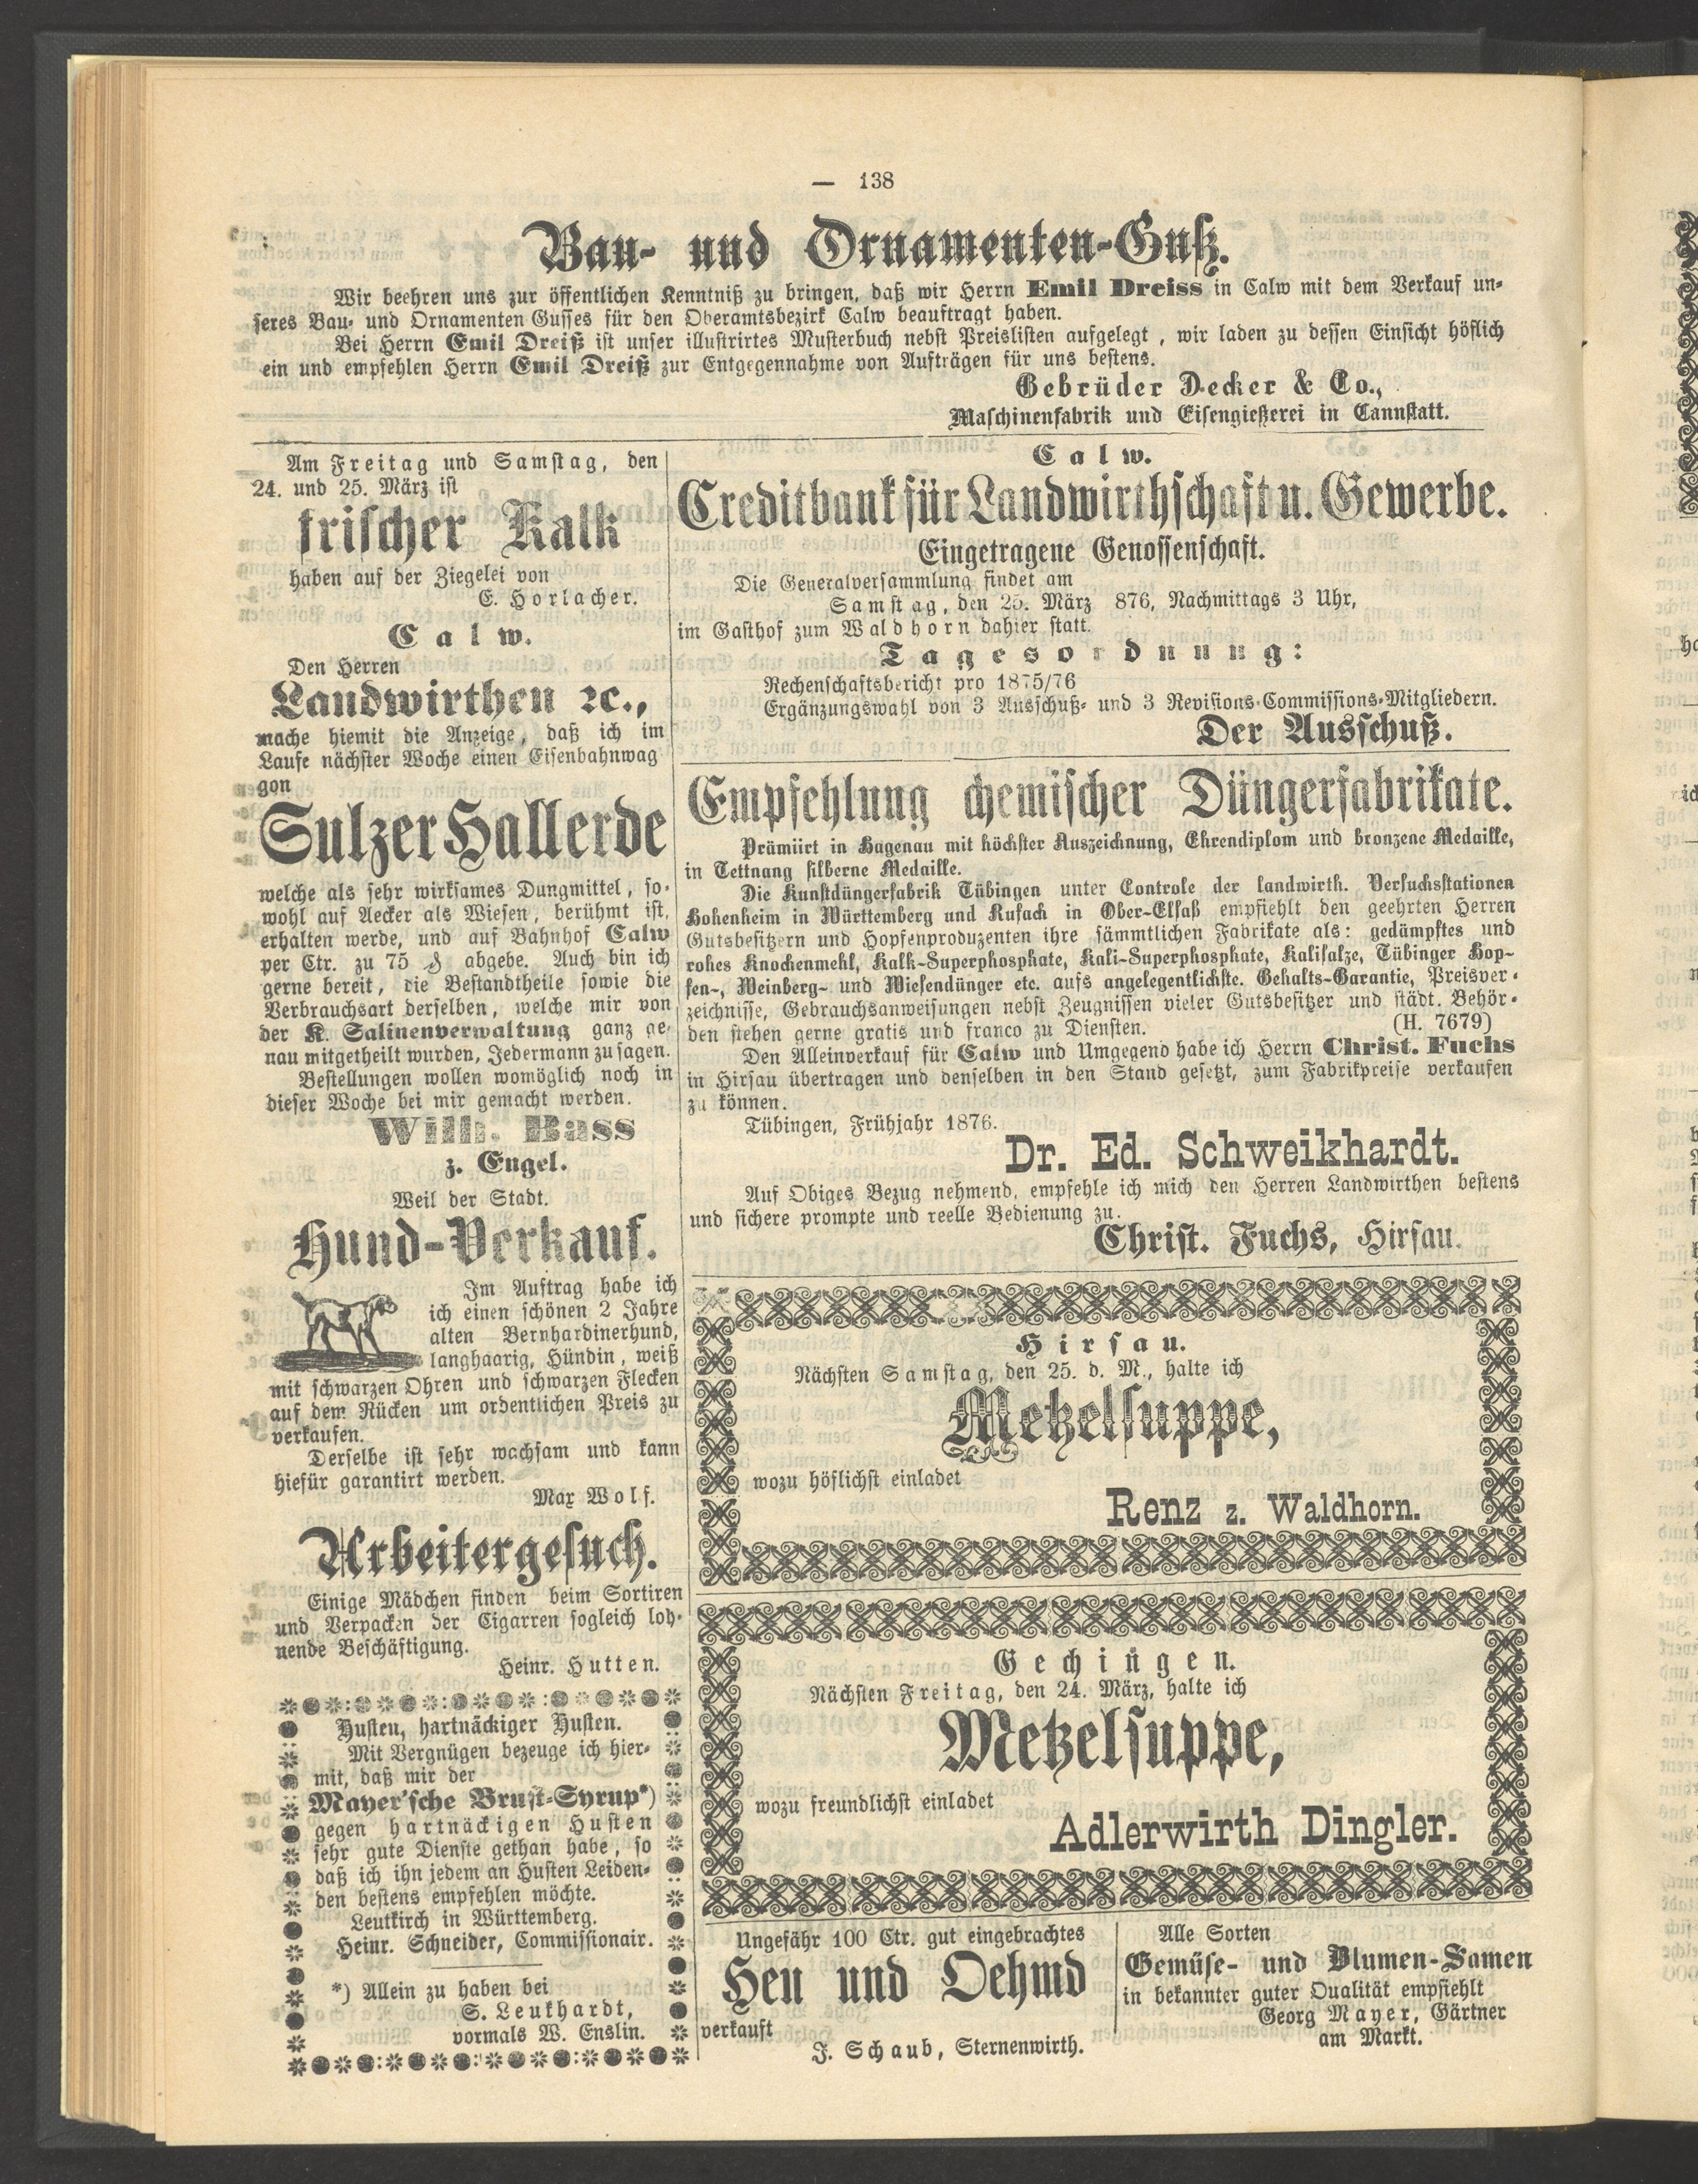 — 138
Bau- und Ornamenten-Guß.
Wir beehren uns zur öffentlichen Kenntniß zu bringen, daß wir Herrn Emil Dreiss in Calw mit dem Verkauf un-
seres Bau- und Ornamenten Gusses für den Oberamtsbezirk Calw beauftragt haben.
Bei Herrn Emil Dreiß ist unser illustrirtes Musterbuch nebst Preislisten aufgelegt, wir laden zu dessen Einsicht höflich
ein und empfehlen Herrn Emil Dreiß zur Entgegennahme von Aufträgen für uns bestens.
Gebrüder Decker & Co.,
Maschinenfabrik und Eisengießerei in Cannstatt.
Am Freitag und Samstag, den
24. und 25. März ist
frischer Kalk
haben auf der Ziegelei von
E. Horlacher.
Calw.
Den Herren
Landwirthen ꝛc.,
mache hiemit die Anzeige, daß ich im
Laufe nächster Woche einen Eisenbahnwag
gon
Sulzer Hallerde
welche als sehr wirksames Dungmittel, so-
wohl auf Aecker als Wiesen, berühmt ist,
erhalten werde, und auf Bahnhof Calw
per Ctr. zu 75 ₰ abgebe. Auch bin ich
gerne bereit, die Bestandtheile sowie die
Verbrauchsart derselben, welche mir von
der K. Salinenverwaltung ganz ge-
nau mitgetheilt wurden, Jedermann zu sagen.
Bestellungen wollen womöglich noch in
dieser Woche bei mir gemacht werden.
Wilh. Bass
z. Engel.
Weil der Stadt.
Hund-Verkauf.
Im Auftrag habe ich
ich einen schönen 2 Jahre
alten Bernhardinerhund,
langhaarig, Hündin, weiß
mit schwarzen Ohren und schwarzen Flecken
auf dem Rücken um ordentlichen Preis zu
verkaufen.
Derselbe ist sehr wachsam und kann
hiefür garantirt werden.
Max Wolf.
Arbeitergesuch.
Einige Mädchen finden beim Sortiren
und Verpacken der Cigarren sogleich loh-
nende Beschäftigung.
Heinr. Hutten.
Husten, hartnäckiger Husten.
Mit Vergnügen bezeuge ich hier-
mit, daß mir der
Mayer'sche Brust-Syrup*)
gegen hartnäckigen Husten
sehr gute Dienste gethan habe, so
daß ich ihn jedem an Husten Leiden-
den bestens empfehlen möchte.
Leutkirch in Württemberg.
Heinr. Schneider, Commissionair.
*) Allein zu haben bei
S. Leukhardt,
vormals W. Enslin.
Calw.
Creditbank für Landwirthschaft u. Gewerbe.
Eingetragene Genossenschaft.
Die Generalversammlung findet am
Samstag, den 25. März 876, Nachmittags 3 Uhr,
im Gasthof zum Waldhorn dahier statt.
Tagesordnung:
Rechenschaftsbericht pro 1875/76
Ergänzungswahl von 3 Ausschuß- und 3 Revisions-Commissions-Mitgliedern.
Der Ausschuß.
Empfehlung chemischer Düngerfabrikate.
Prämiirt in Hagenau mit höchster Auszeichnung, Ehrendiplom und bronzene Medaille,
in Tettnang silberne Medaille.
Die Kunstdüngerfabrik Tübingen unter Controle der landwirth. Versuchsstationen
Hohenheim in Württemberg und Rufach in Ober-Elsaß empfiehlt den geehrten Herren
Gutsbesitzern und Hopfenproduzenten ihre sämmtlichen Fabrikate als: gedämpftes und
rohes Knochenmehl, Kalk-Superphosphate, Kali-Superphosphate, Kalisalze, Tübinger Hop-
fen-, Weinberg- und Wiesendünger etc. aufs angelegentlichste. Gehalts-Garantie, Preisver-
zeichnisse, Gebrauchsanweisungen nebst Zeugnissen vieler Gutsbesitzer und städt. Behör-
den stehen gerne gratis und franco zu Diensten. (H. 7679)
Den Alleinverkauf für Calw und Umgegend habe ich Herrn Christ. Fuchs
in Hirsau übertragen und denselben in den Stand gesetzt, zum Fabrikpreise verkaufen
zu können.
Tübingen, Frühjahr 1876.
Dr. Ed. Schweikhardt.
Auf Obiges Bezug nehmend, empfehle ich mich den Herren Landwirthen bestens
und sichere prompte und reelle Bedienung zu.
Christ. Fuchs, Hirsau.
Hirsau.
Nächsten Samstag, den 25. d. M., halte ich
Metzelsuppe,
wozu höflichst einladet
Renz z. Waldhorn.
Gechingen.
Nächsten Freitag, den 24. März, halte ich
Metzelsuppe,
wozu freundlichst einladet
Adlerwirth Dingler.
Ungefähr 100 Ctr. gut eingebrachtes
Heu und Oehmd
verkauft
J. Schaub, Sternenwirth.
Alle Sorten
Gemüse- und Blumen-Samen
in bekannter guter Qualität empfiehlt
Georg Mayer, Gärtner
am Markt.